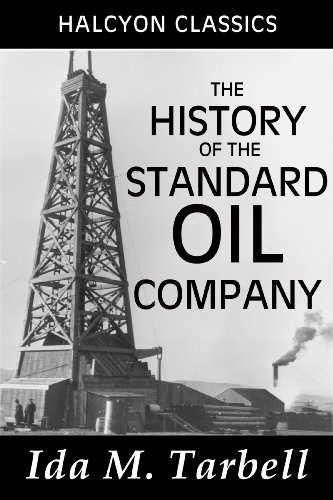 HALCYON CLASSICS
THE
HISTORY
OF THE
STANDARD
OIL
COMPANY
Ida M. Tarbell